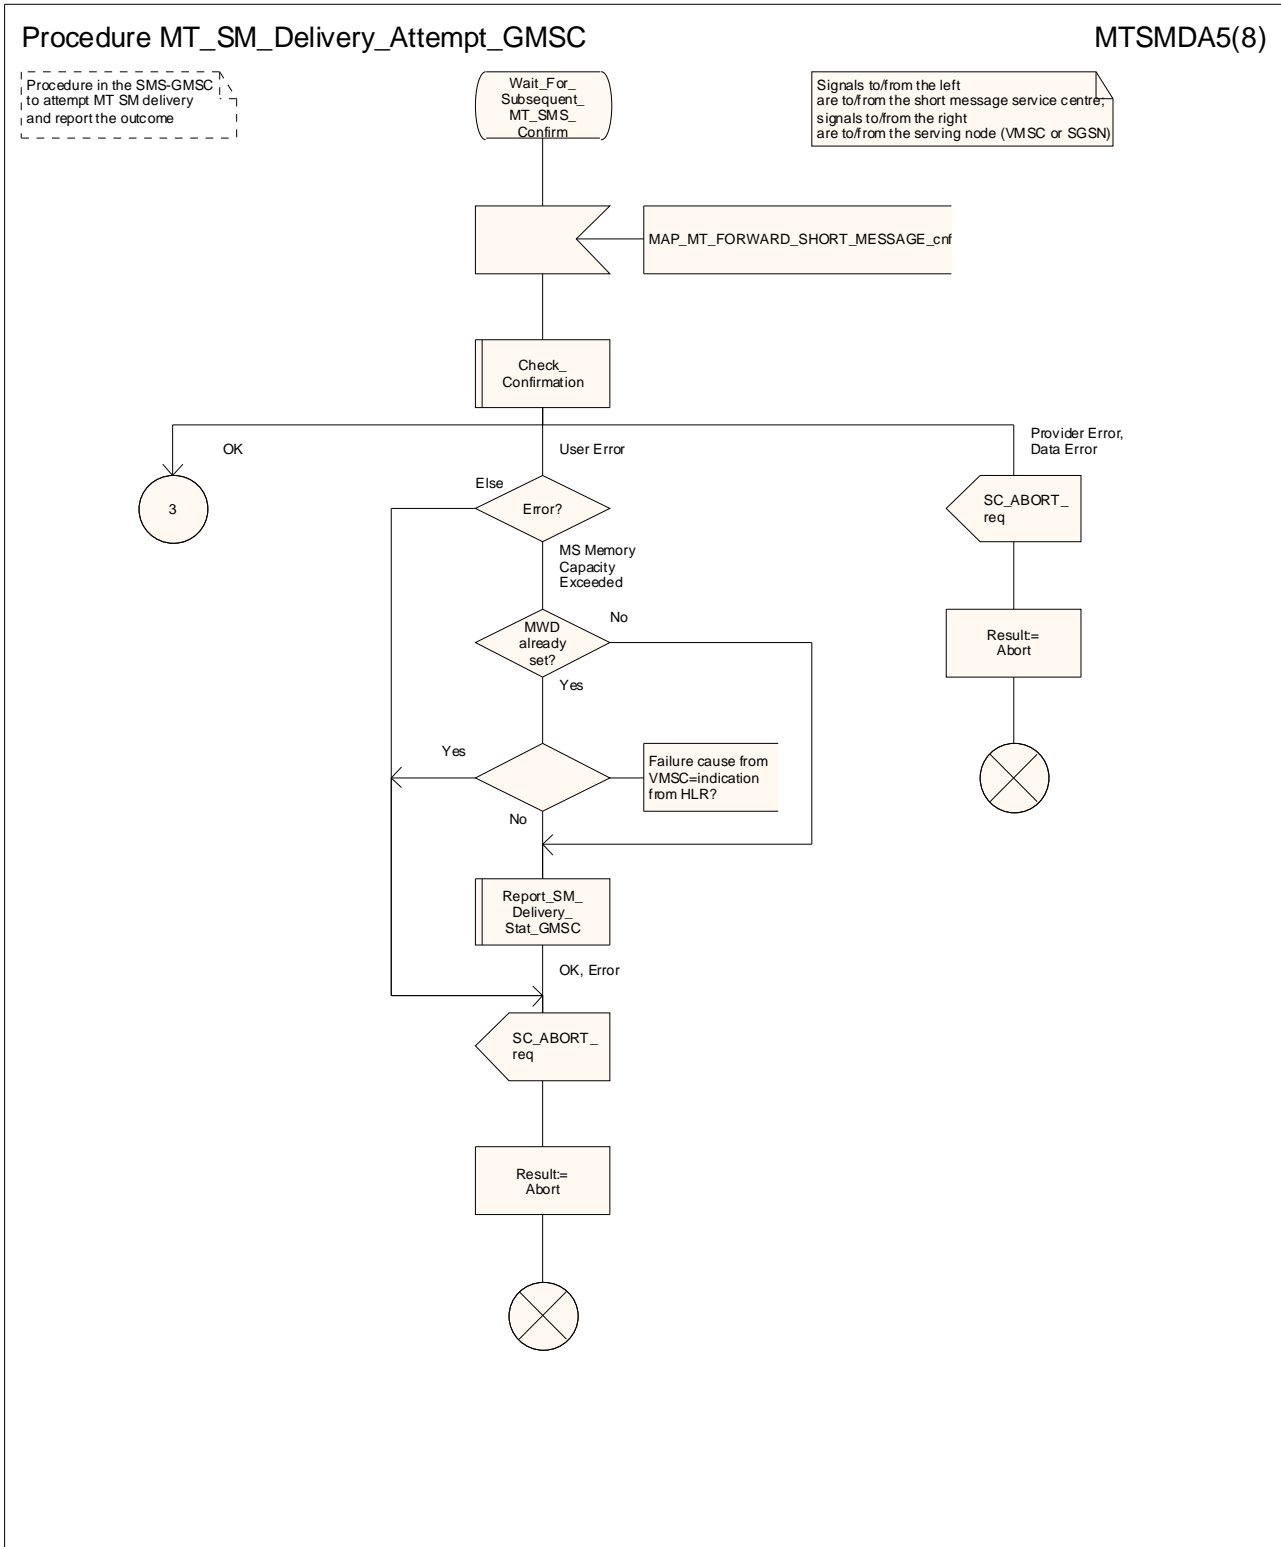 Procedure MT_SM_Delivery_Attempt_GMSC
MTSMDA5(8)
Procedure in the SMS-GMSC
to attempt MT SM delivery
and report the outcome
Wait_For_
Subsequent_
MT_SMS_
Confirm
Signals to/from the left
are to/from the short message service centre;
signals to/from the right
are to/from the serving node (VMSC or SGSN)
MAP_MT_FORWARD_SHORT_MESSAGE_cnf
Check_
Confirmation
OK
User Error
Provider Error,
Data Error
3
Else
Error?
SC_ABORT_
req
MS Memory
Capacity
Exceeded
No
MWD
already
set?
Result:=
Abort
Yes
Yes
Failure cause from
VMSC=indication
from HLR?
No
Report_SM_
Delivery_
Stat_GMSC
OK, Error
SC_ABORT_
req
Result:=
Abort